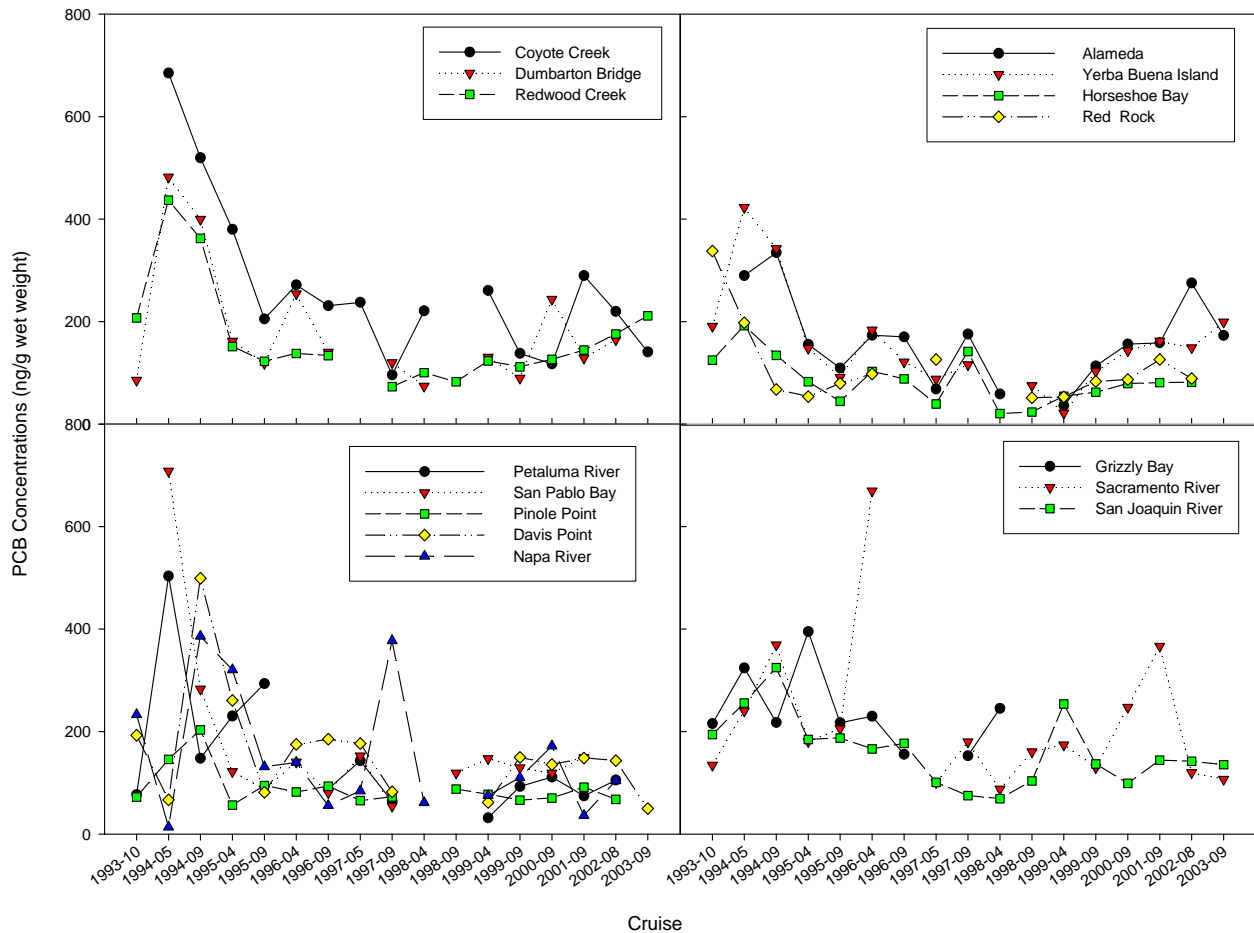 800
600
400
200
800
Coyote Creek
Dumbarton Bridge
Redwood Creek
Alameda
Yerba Buena Island
Horseshoe Bay
Red Rock
PCB Concentrations (ng/g wet weight)
600
400
200
0
Petaluma River
San Pablo Bay
Pinole Point
Davis Point
Napa River
Grizzly Bay
Sacramento River
San Joaquin River
1993-10
1994-05
1994-09
1995-04
1995-09
1996-04
1996-09
1997-05
1997-09
1998-04
1998-09
1999-04
1999-09
2000-09
2001-09
2002-08
2003-09
1993-10
1994-05
1994-09
1995-04
1995-09
1996-04
1996-09
1997-05
1997-09
1998-04
1998-09
1999-04
1999-09
2000-09
2001-09
2002-08
2003-09
Cruise